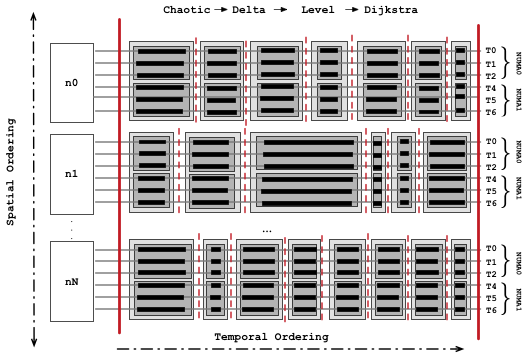 Chaotic → Delta → Level → Dijkstra
Spatial Ordering
n0
T0
T1
T2
T4
T5
T6
NUMA0
NUMA1
n1
T0
T1
T2
T4
T5
T6
NUMA0
NUMA1
...
...
nN
T0
T1
T2
T4
T5
T6
NUMA0
NUMA1
Temporal Ordering